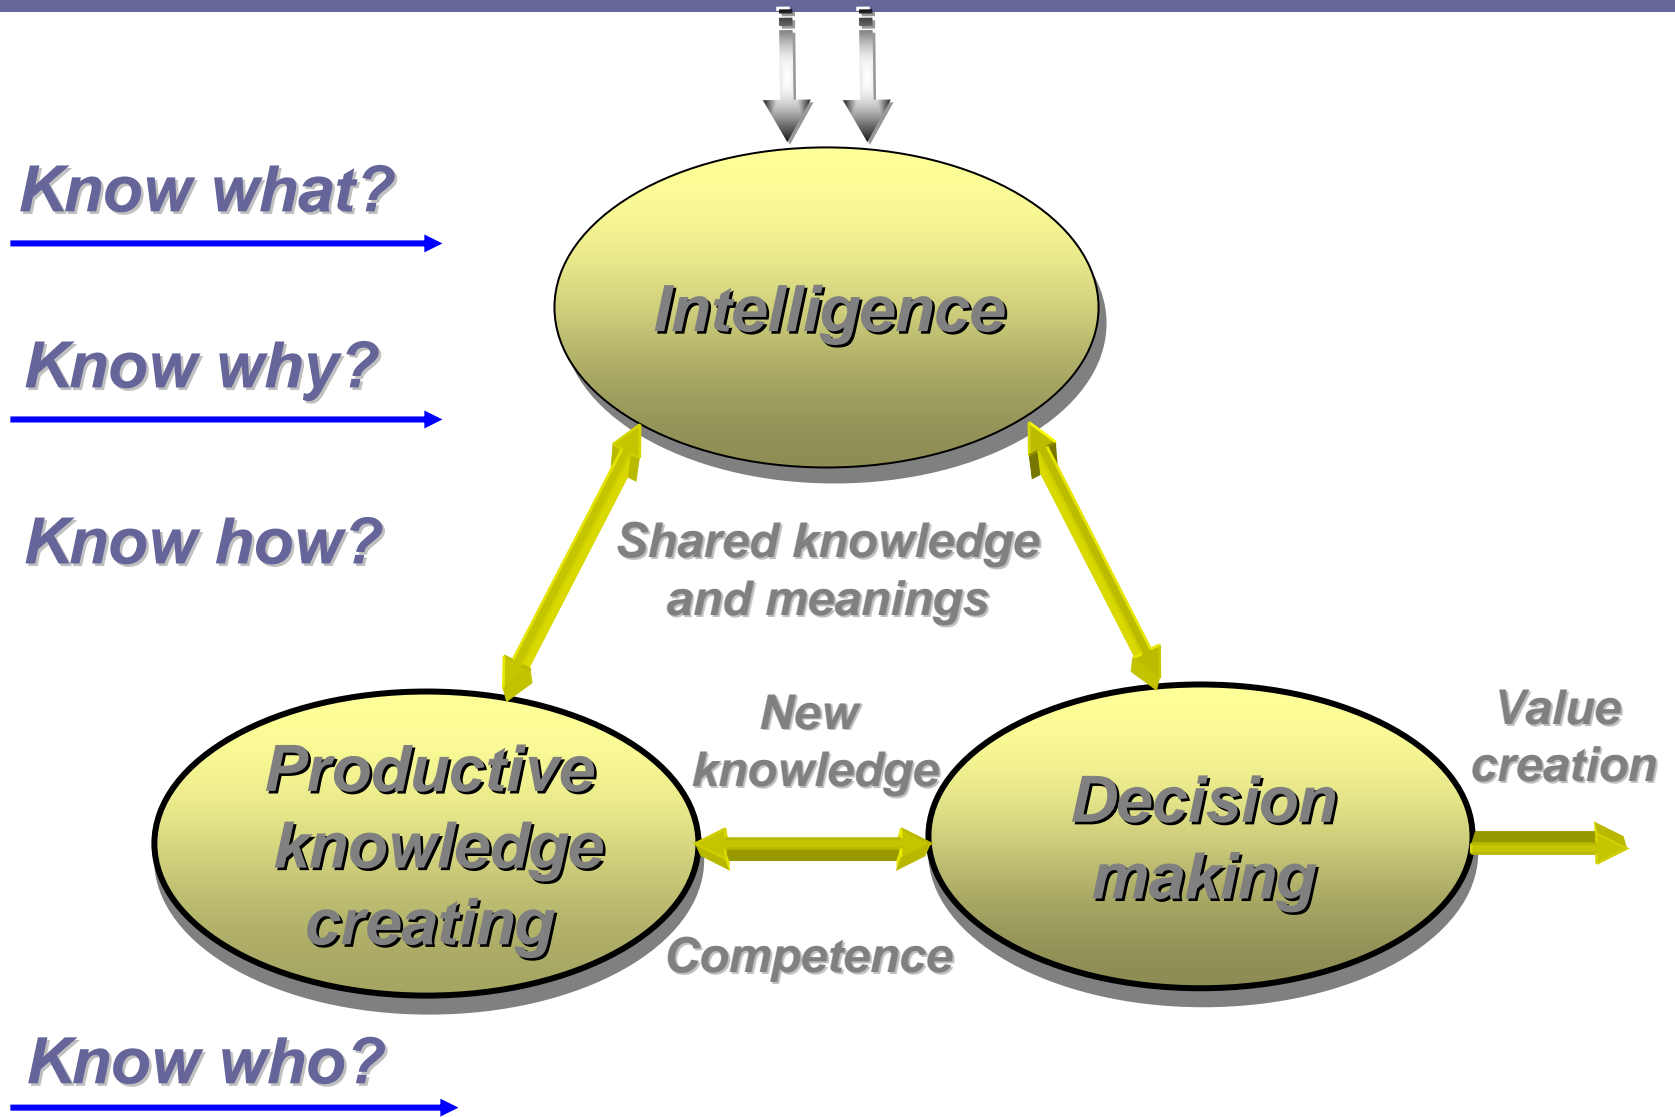 Know what?
Intelligence
Know why?
Know how?
Shared knowledge
and meanings
New
knowledge
Value
creation
Productive
knowledge
creating
Decision
making
Competence
Know who?